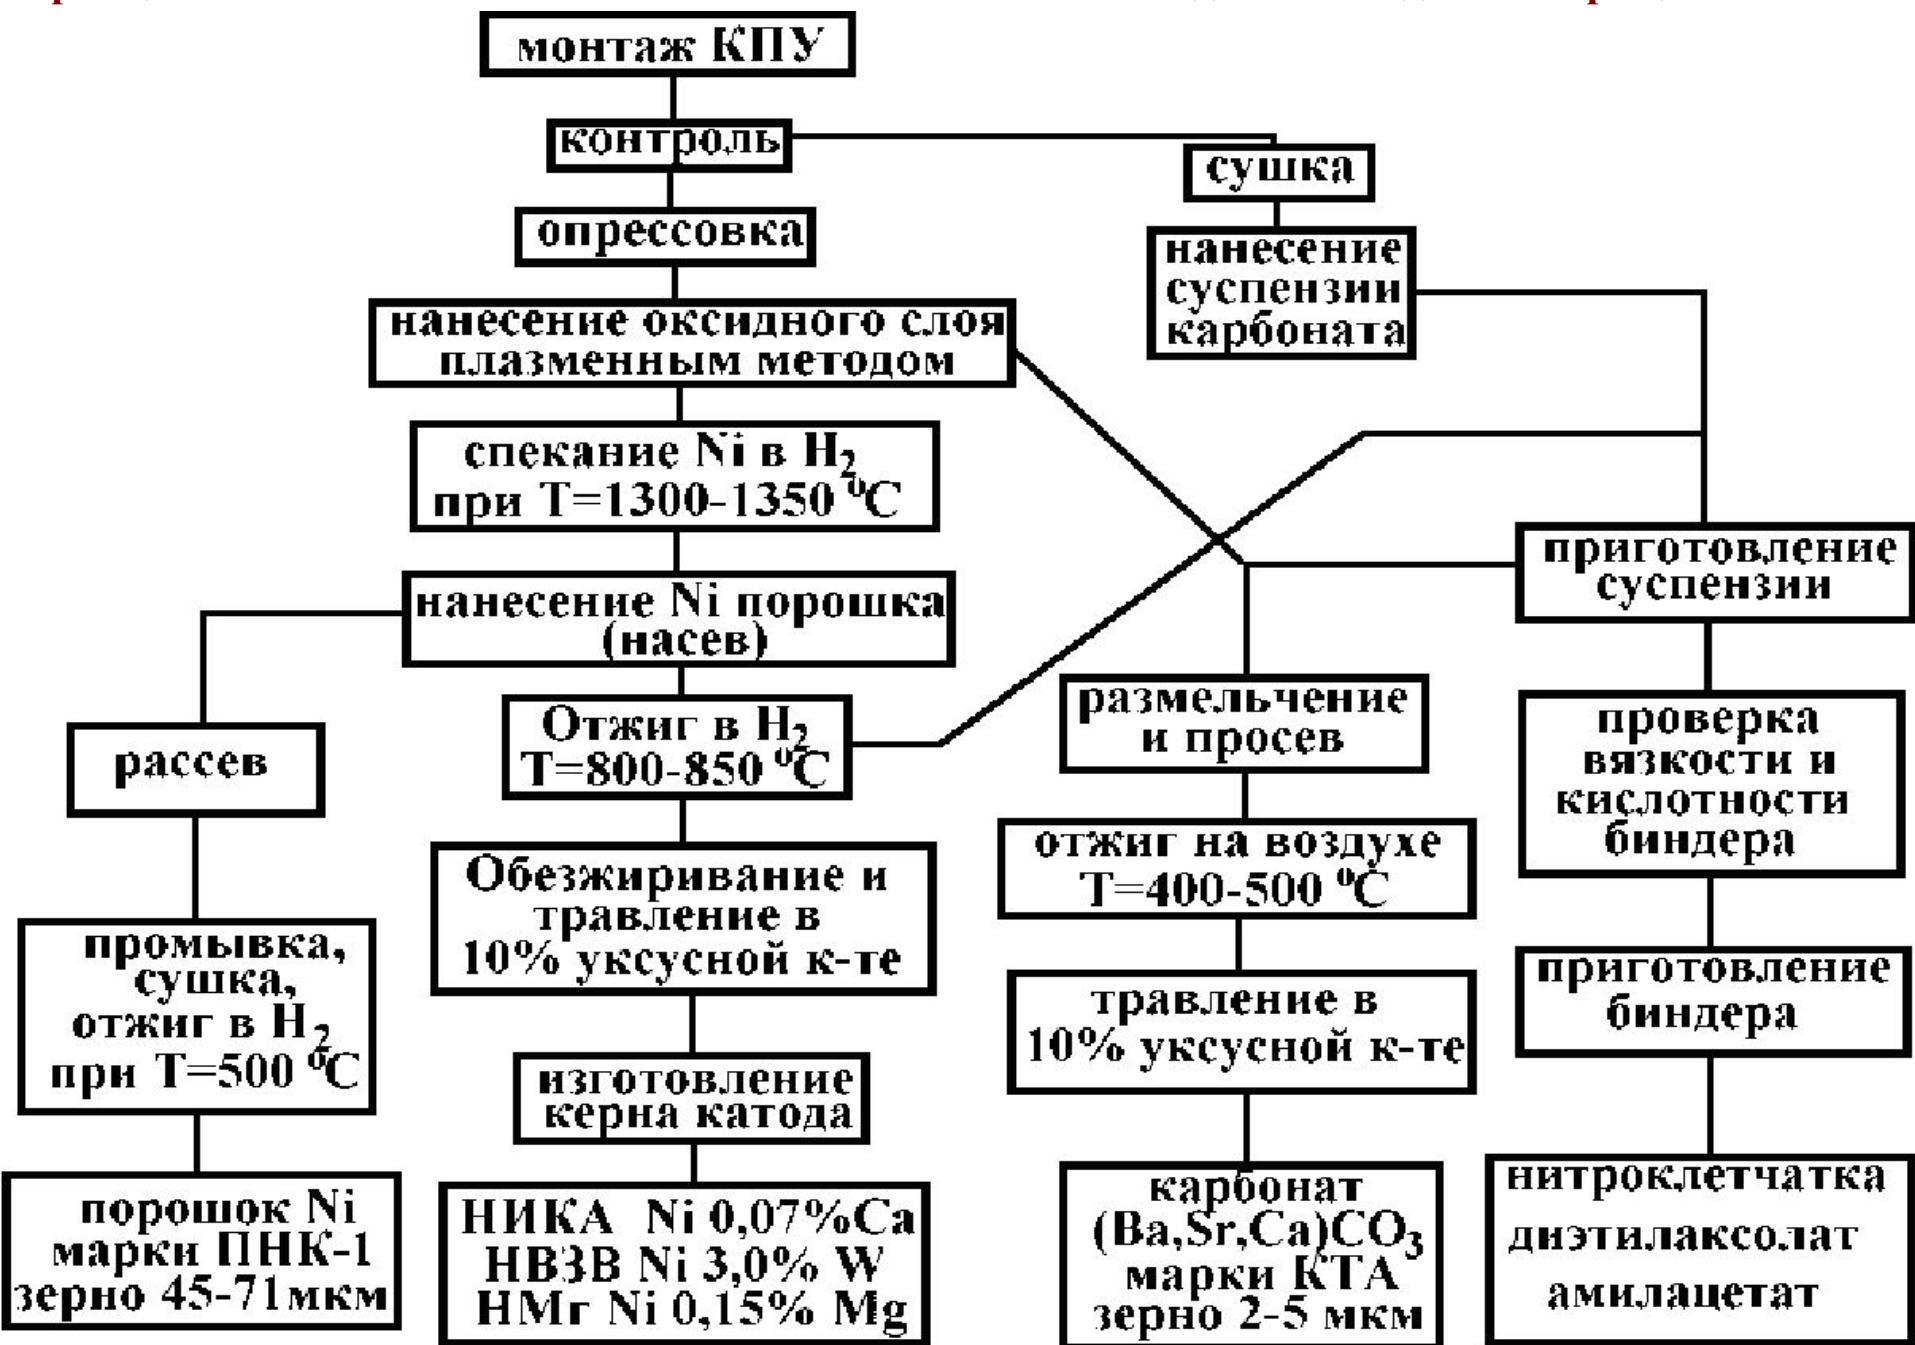 монтаж КПУ
контроль
сушка
опрессовка
нанесение
суспензии
карбоната
нанесение оксидного слоя
плазменным методом
спекание Ni в H2
при Т=1300-1350 ⁰С
приготовление
суспензии
нанесение Ni порошка
(насев)
размельчение
и просев
Отжиг в H2
Т=800-850 ⁰С
рассев
проверка
вязкости и
кислотности
биндера
отжиг на воздухе
Т=400-500 ⁰С
Обезжиривание и
травление в
10% уксусной к-те
промывка,
сушка,
отжиг в H2
при Т=500 ⁰С
приготовление
биндера
травление в
10% уксусной к-те
изготовление
керна катода
порошок Ni
марки ПНК-1
зерно 45-71мкм
НИКА Ni 0,07%Ca
НВЗВ Ni 3,0% W
НМг Ni 0,15% Mg
карбонат
(Ba,Sr,Ca)CO3
марки КТА
зерно 2-5 мкм
нитроклетчатка
диэтилаксолат
амилацетат